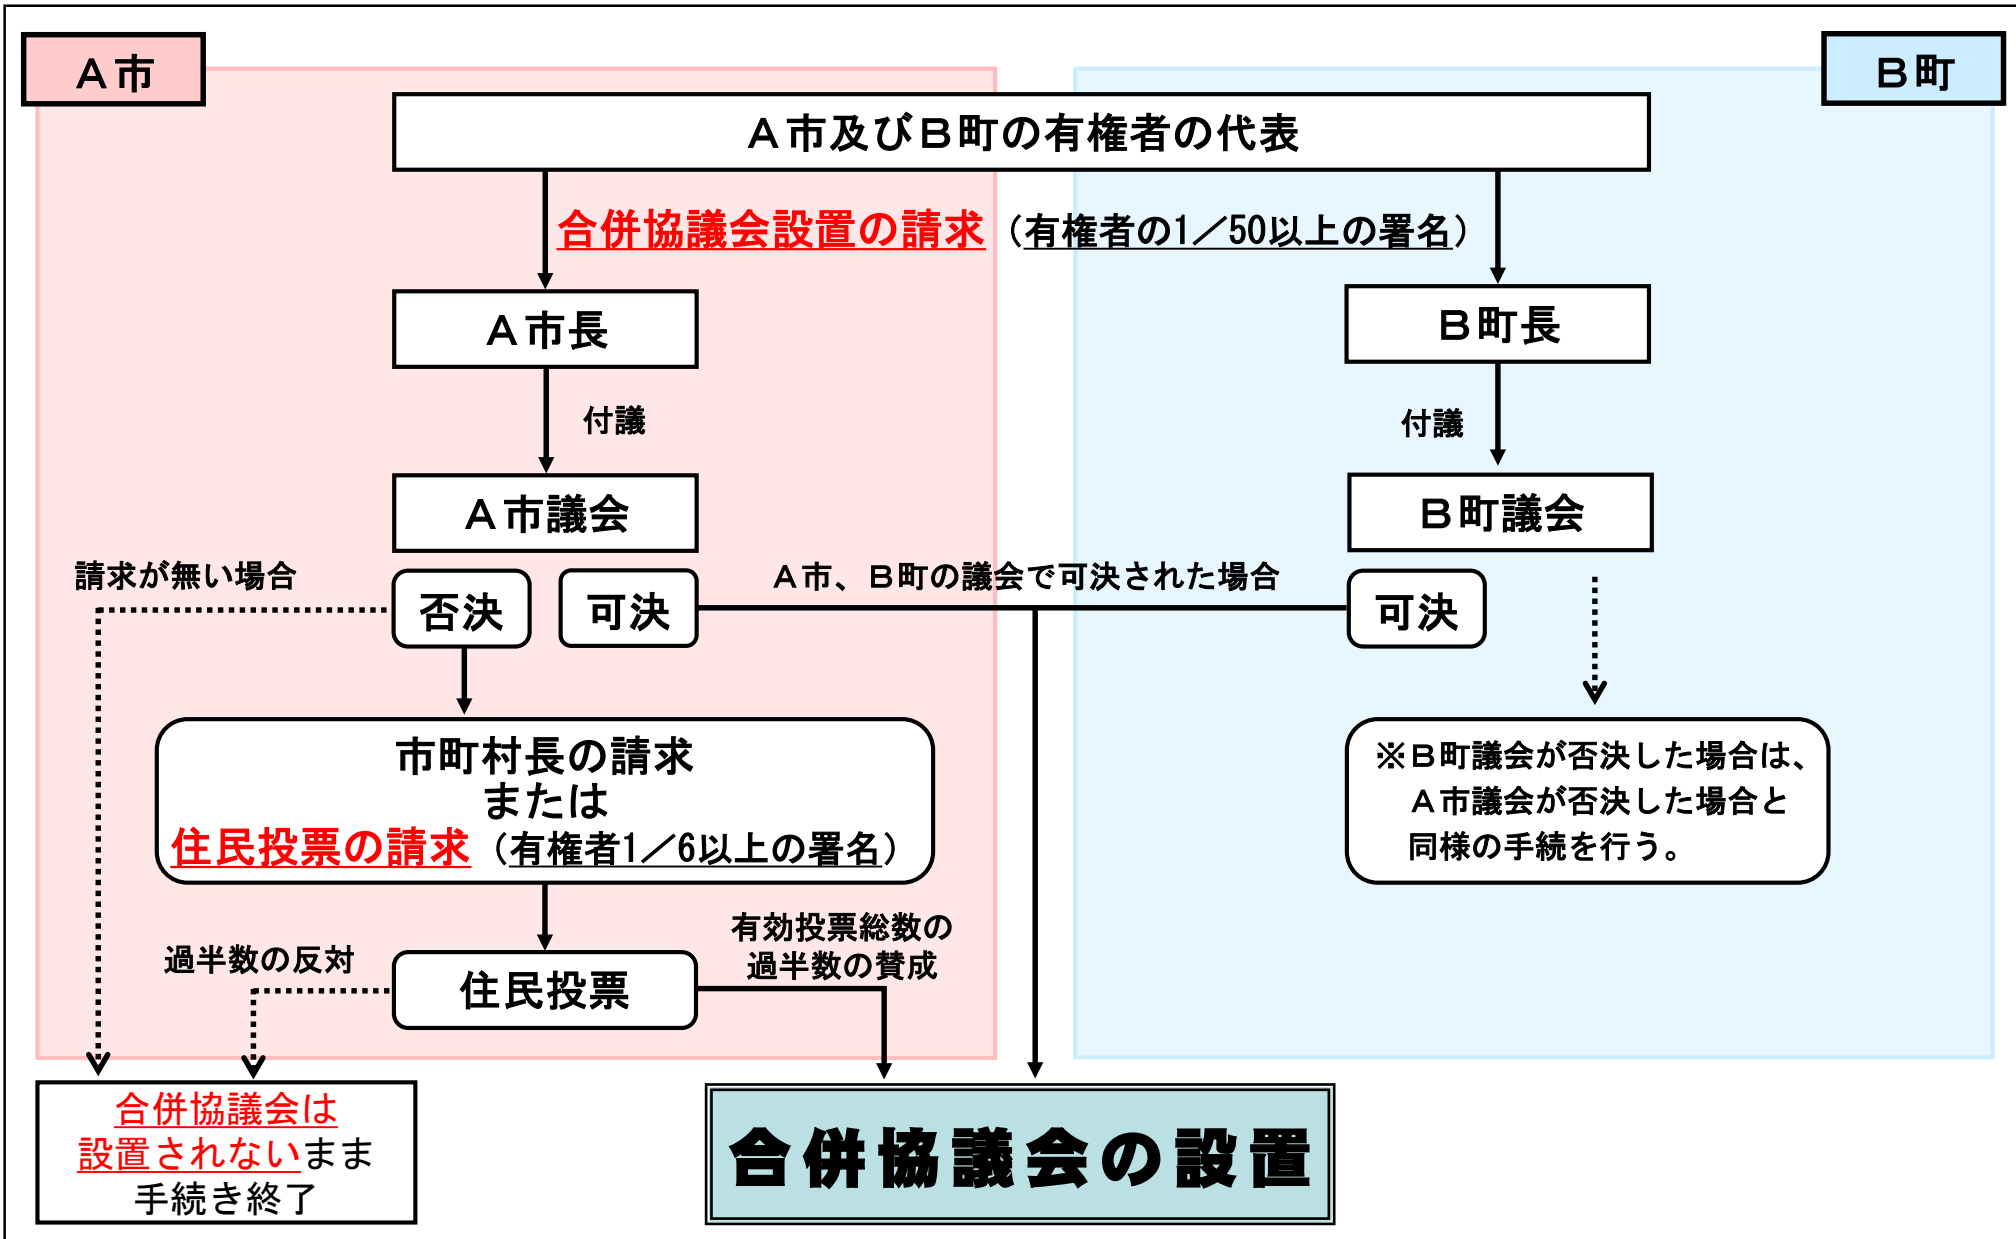 Ａ市
Ｂ町
Ａ市及びＢ町の有権者の代表
合併協議会設置の請求（有権者の1／50以上の署名）
Ａ市長
Ｂ町長
付議
付議
Ａ市議会
Ｂ町議会
請求が無い場合
Ａ市、Ｂ町の議会で可決された場合
否決
可決
可決
市町村長の請求
または
住民投票の請求（有権者1／6以上の署名）
※Ｂ町議会が否決した場合は、
Ａ市議会が否決した場合と
同様の手続を行う。
過半数の反対
有効投票総数の
過半数の賛成
住民投票
合併協議会は
設置されないまま
手続き終了
合併協議会の設置